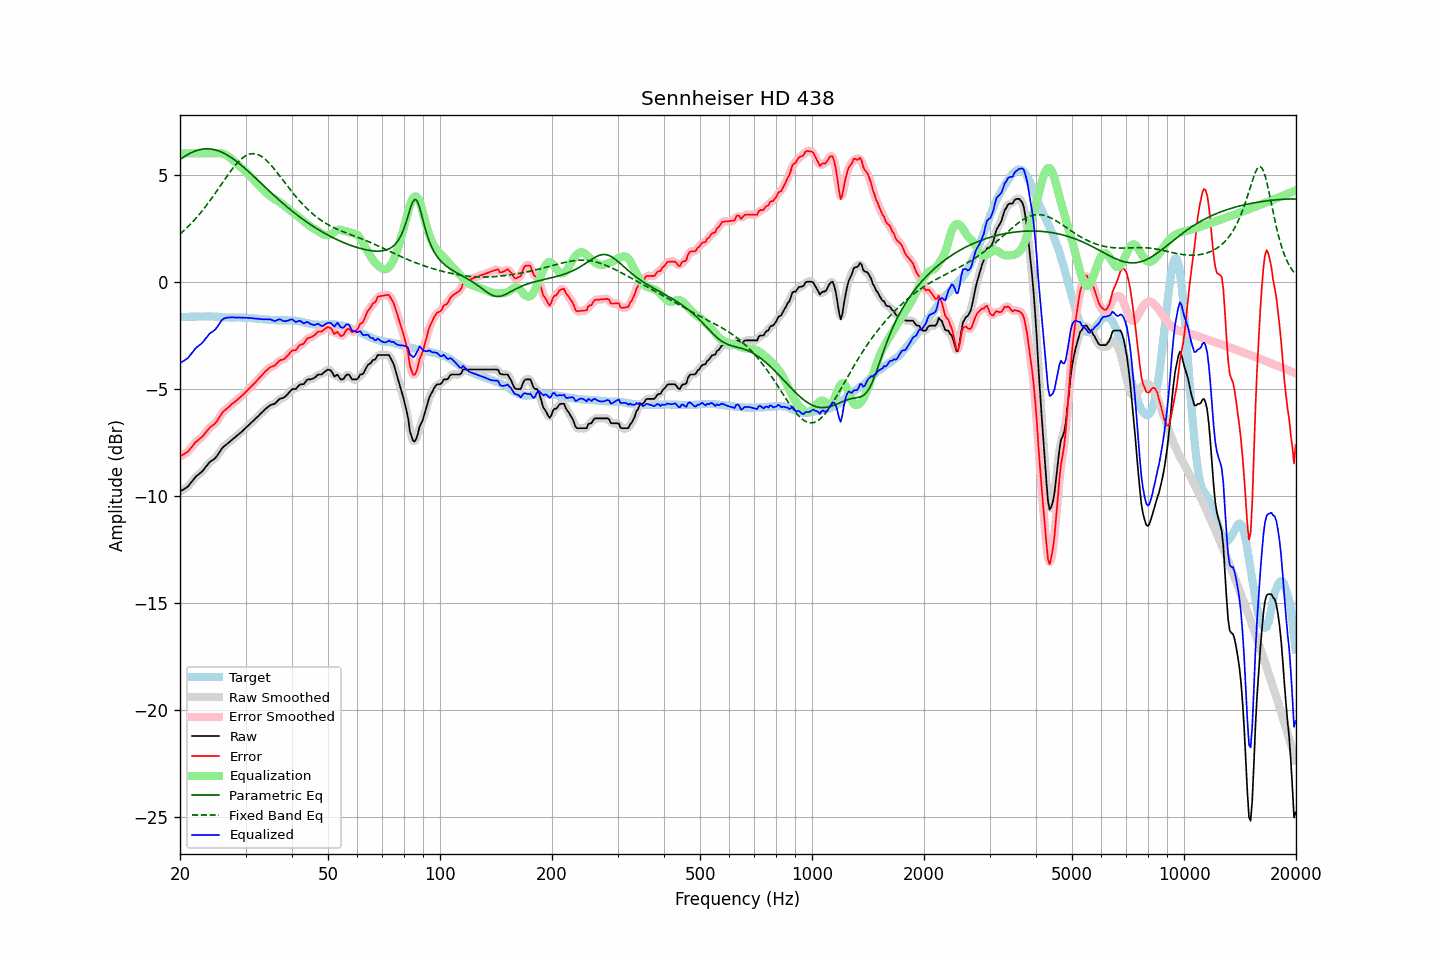 Sennheiser HD 438
Amplitude (dBr)
5
0
−5
−10
−15
−20
−25
Target
Raw Smoothed
Error Smoothed
Raw
Error
Equalization
Parametric Eq
Fixed Band Eq
Equalized
20 50 100 200 500 1000 2000 5000 10000 20000
Frequency (Hz)